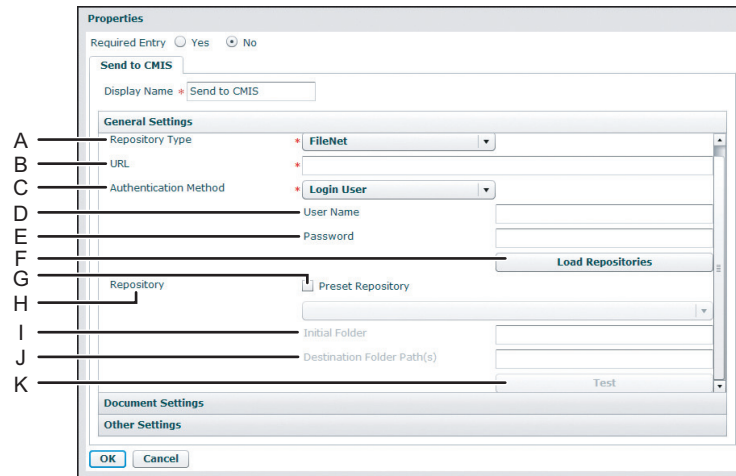 Properties
Required Entry Yes No
Send to CMIS
Display Name * Send to CMIS
General Settings
A Repository Type * FileNet
B URL *
C Authentication Method * Login User
D User Name
E Password
F Load Repositories
G Preset Repository
H Repository
I Initial Folder
J Destination Folder Path(s)
K Test
Document Settings
Other Settings
OK Cancel